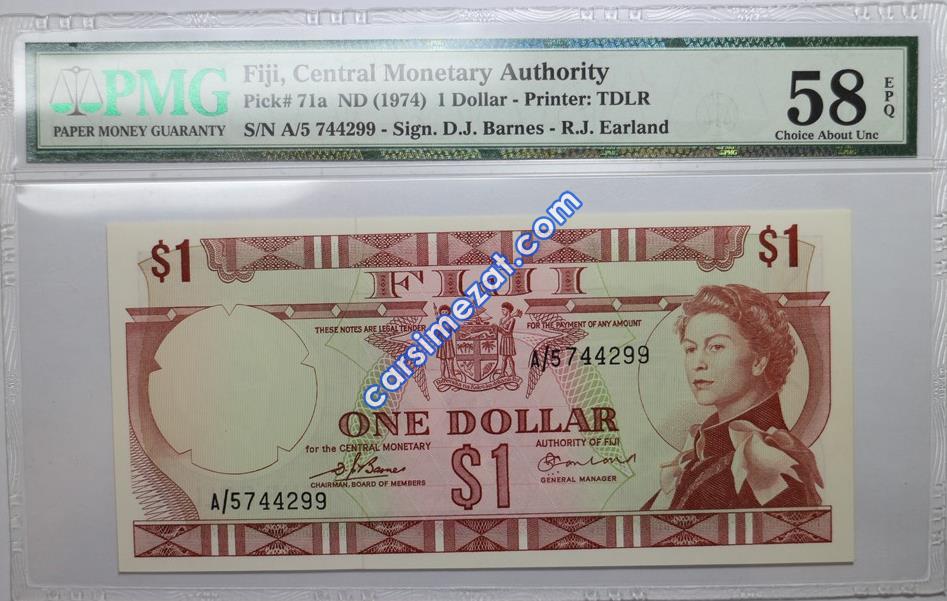 PMG
PAPER MONEY GUARANTY
Fiji, Central Monetary Authority
Pick# 71a ND (1974) 1 Dollar - Printer: TDLR
S/N A/5 744299 - Sign. D.J. Barnes - R.J. Earland
58
EPQ
Choice About Unc
$1
$1
FIJI
THESE NOTES ARE LEGAL TENDER
FOR THE PAYMENT OF ANY AMOUNT
A/5744299
carsimezat.com
ONE DOLLAR
for the CENTRAL MONETARY
AUTHORITY OF FIJI
$1
CHAIRMAN, BOARD OF MEMBERS
GENERAL MANAGER
A/5744299